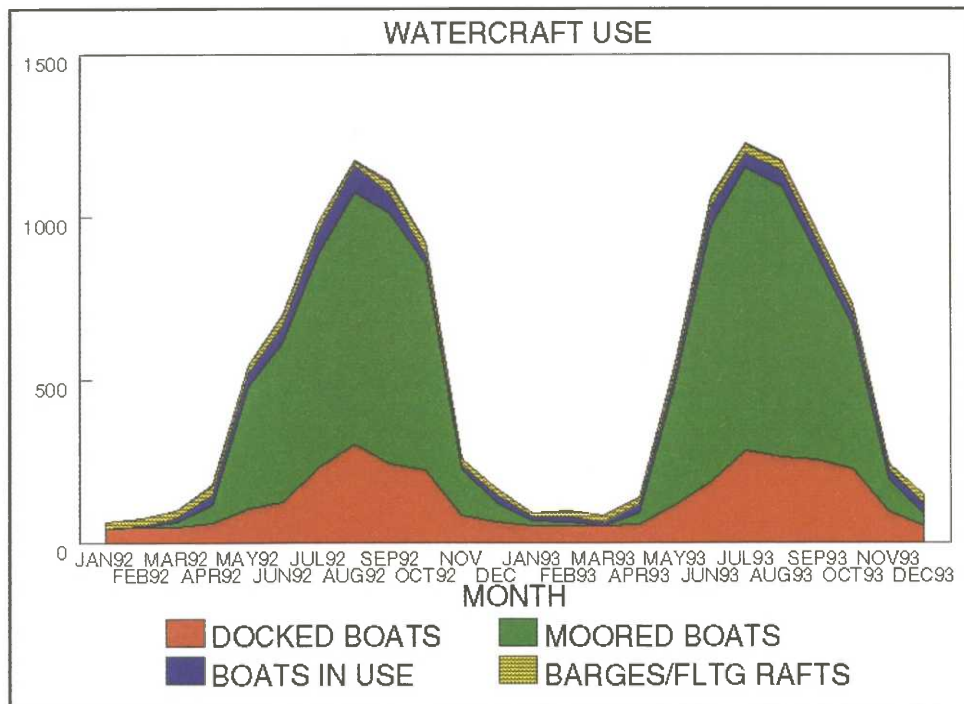 WATERCRAFT USE
1500
1000
500
0
JAN92 MAR92 MAY92 JUL92 SEP92 NOV JAN93 MAR93 MAY93 JUL93 SEP93 NOV93
FEB92 APR92 JUN92 AUG92 OCT92 DEC FEB93 APR93 JUN93 AUG93 OCT93 DEC93
MONTH
DOCKED BOATS MOORED BOATS
BOATS IN USE BARGES/FLTG RAFTS